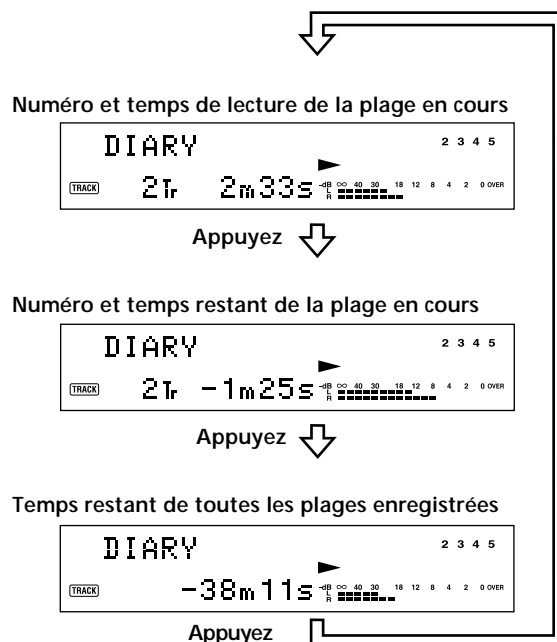 Numéro et temps de lecture de la plage en cours
DIARY 2 3 4 5
TRACK 2Tr 2m33s -dB ∞ 40 30 18 12 8 4 2 0 OVER
L
R
Appuyez
Numéro et temps restant de la plage en cours
DIARY 2 3 4 5
TRACK 2Tr -1m25s -dB ∞ 40 30 18 12 8 4 2 0 OVER
L
R
Appuyez
Temps restant de toutes les plages enregistrées
DIARY 2 3 4 5
TRACK -38m11s -dB ∞ 40 30 18 12 8 4 2 0 OVER
L
R
Appuyez